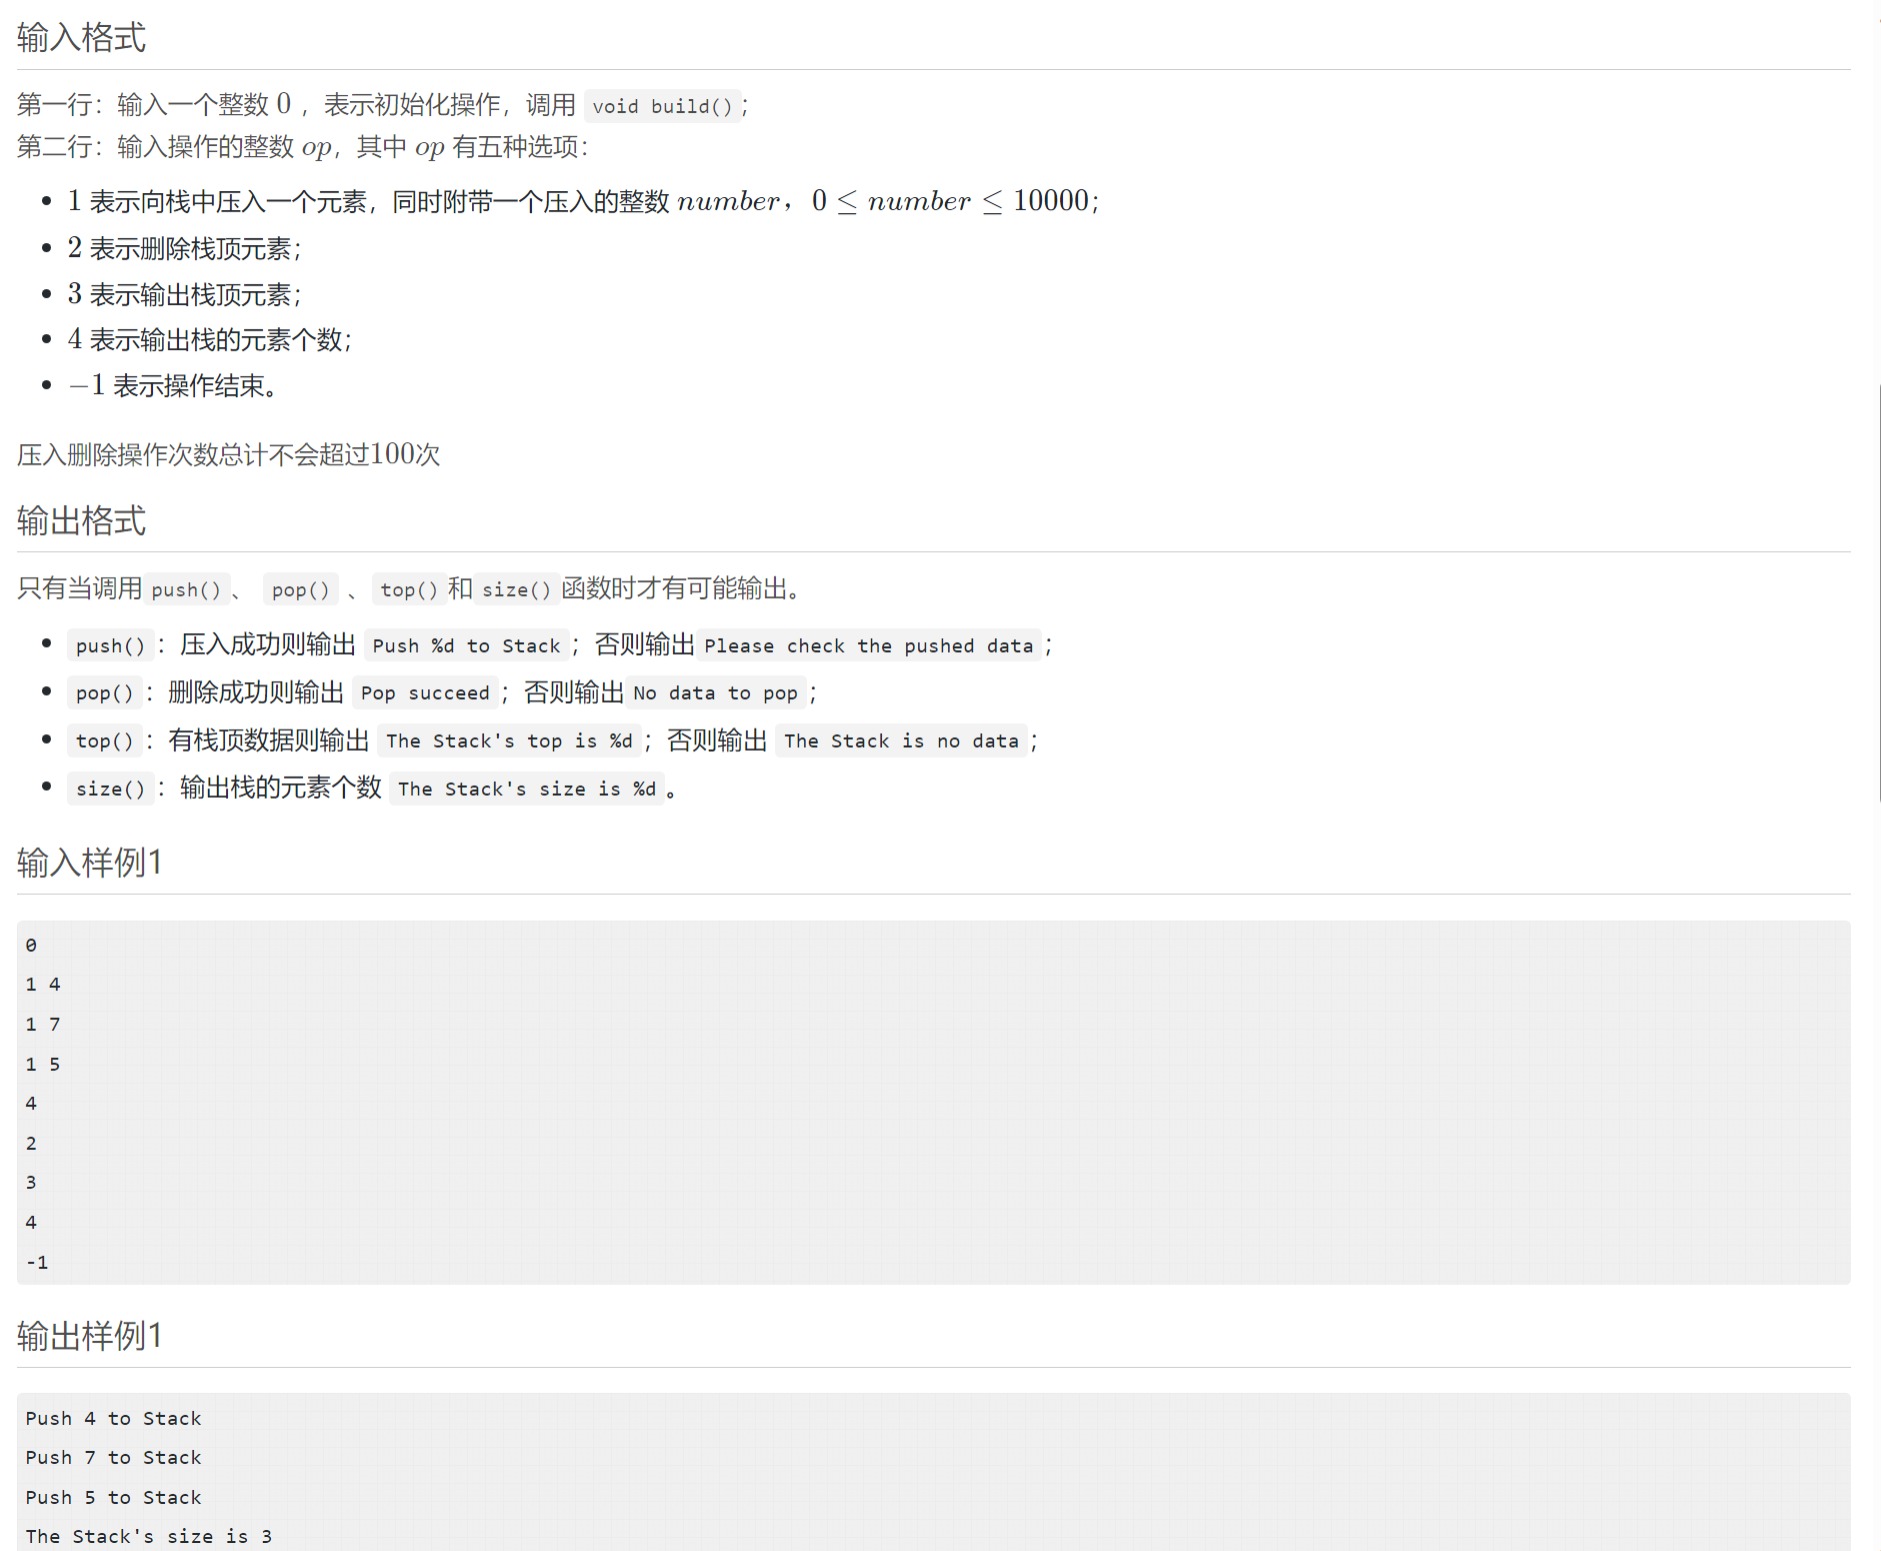 输入格式
第一行：输入一个整数 0 ，表示初始化操作，调用 void build()；
第二行：输入操作的整数 op，其中 op 有五种选项：
• 1 表示向栈中压入一个元素，同时附带一个压入的整数 number，0 ≤ number ≤ 10000；
• 2 表示删除栈顶元素；
• 3 表示输出栈顶元素；
• 4 表示输出栈的元素个数；
• −1 表示操作结束。
压入删除操作次数总计不会超过100次
输出格式
只有当调用 push() 、 pop() 、 top() 和 size() 函数时才有可能输出。
• push() ：压入成功则输出 Push %d to Stack ；否则输出 Please check the pushed data ；
• pop() ：删除成功则输出 Pop succeed ；否则输出 No data to pop ；
• top() ：有栈顶数据则输出 The Stack's top is %d ；否则输出 The Stack is no data ；
• size() ：输出栈的元素个数 The Stack's size is %d 。
输入样例1
0
1 4
1 7
1 5
4
2
3
4
-1
输出样例1
Push 4 to Stack
Push 7 to Stack
Push 5 to Stack
The Stack's size is 3